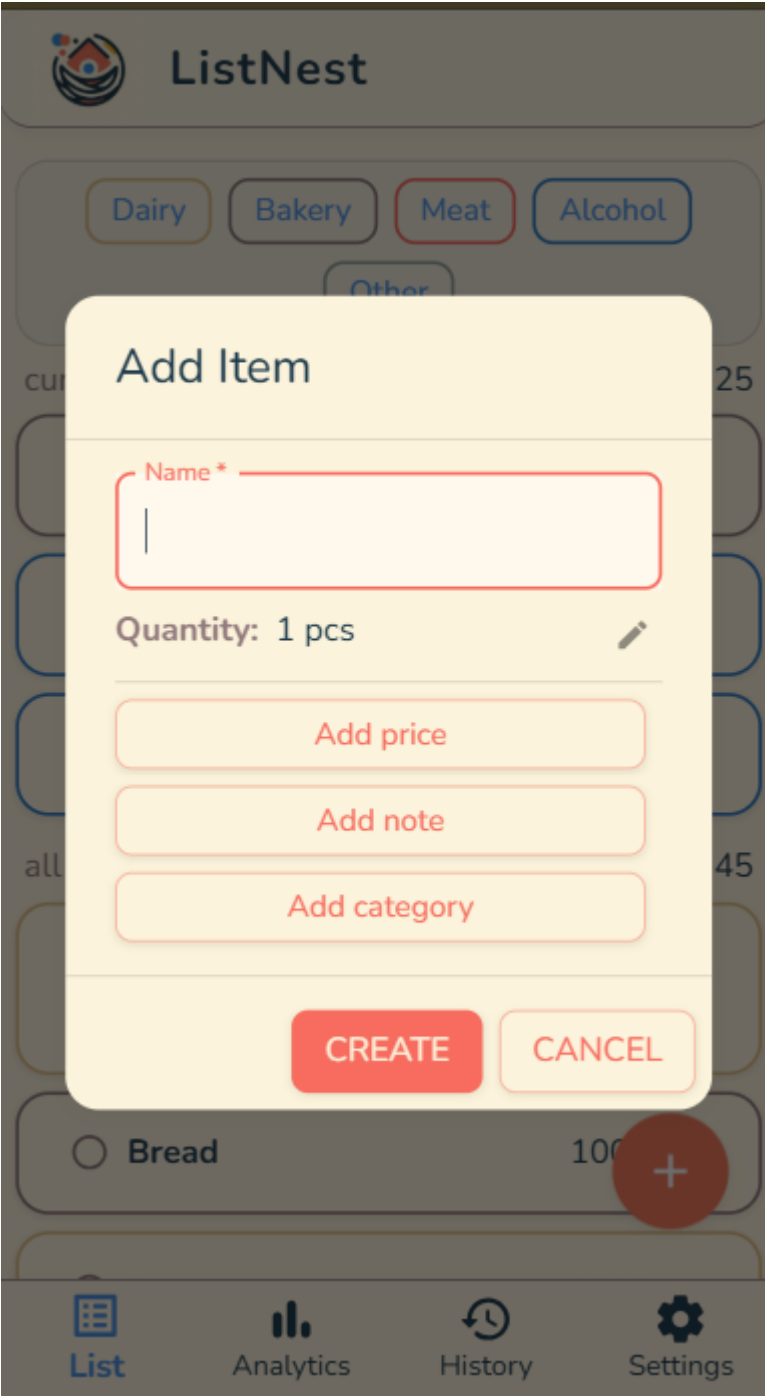 ListNest
Dairy Bakery Meat Alcohol
Other
25
Add Item
Name *
Quantity: 1 pcs
Add price
Add note
Add category
all 45
CREATE CANCEL
Bread
List Analytics History Settings